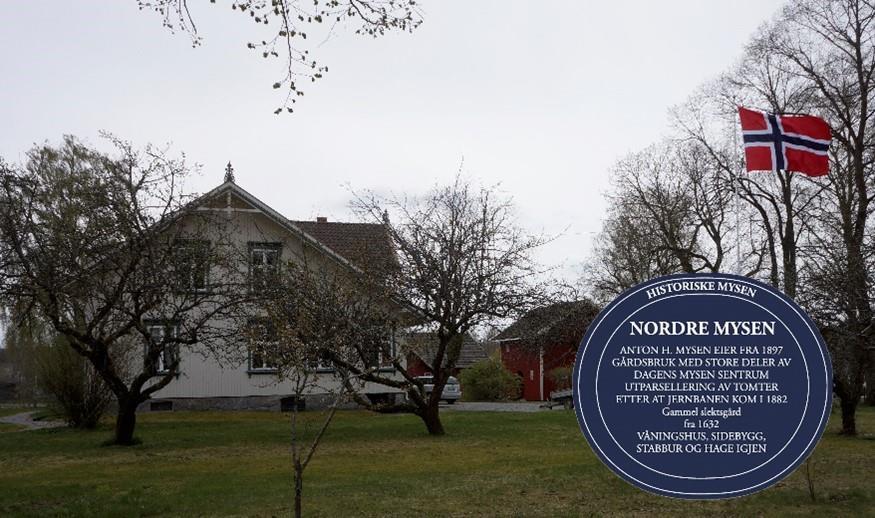 HISTORISKE MYSEN
NORDRE MYSEN
ANTON H. MYSEN EIER FRA 1897
GÅRDSBRUK MED STORE DELER AV
DAGENS MYSEN SENTRUM
UTPARSELLERING AV TOMTER
ETTER AT JERNBANEN KOM I 1882
Gammel slektsgård
fra 1632
VÅNINGSHUS, SIDEBYGG,
STABBUR OG HAGE IGJEN